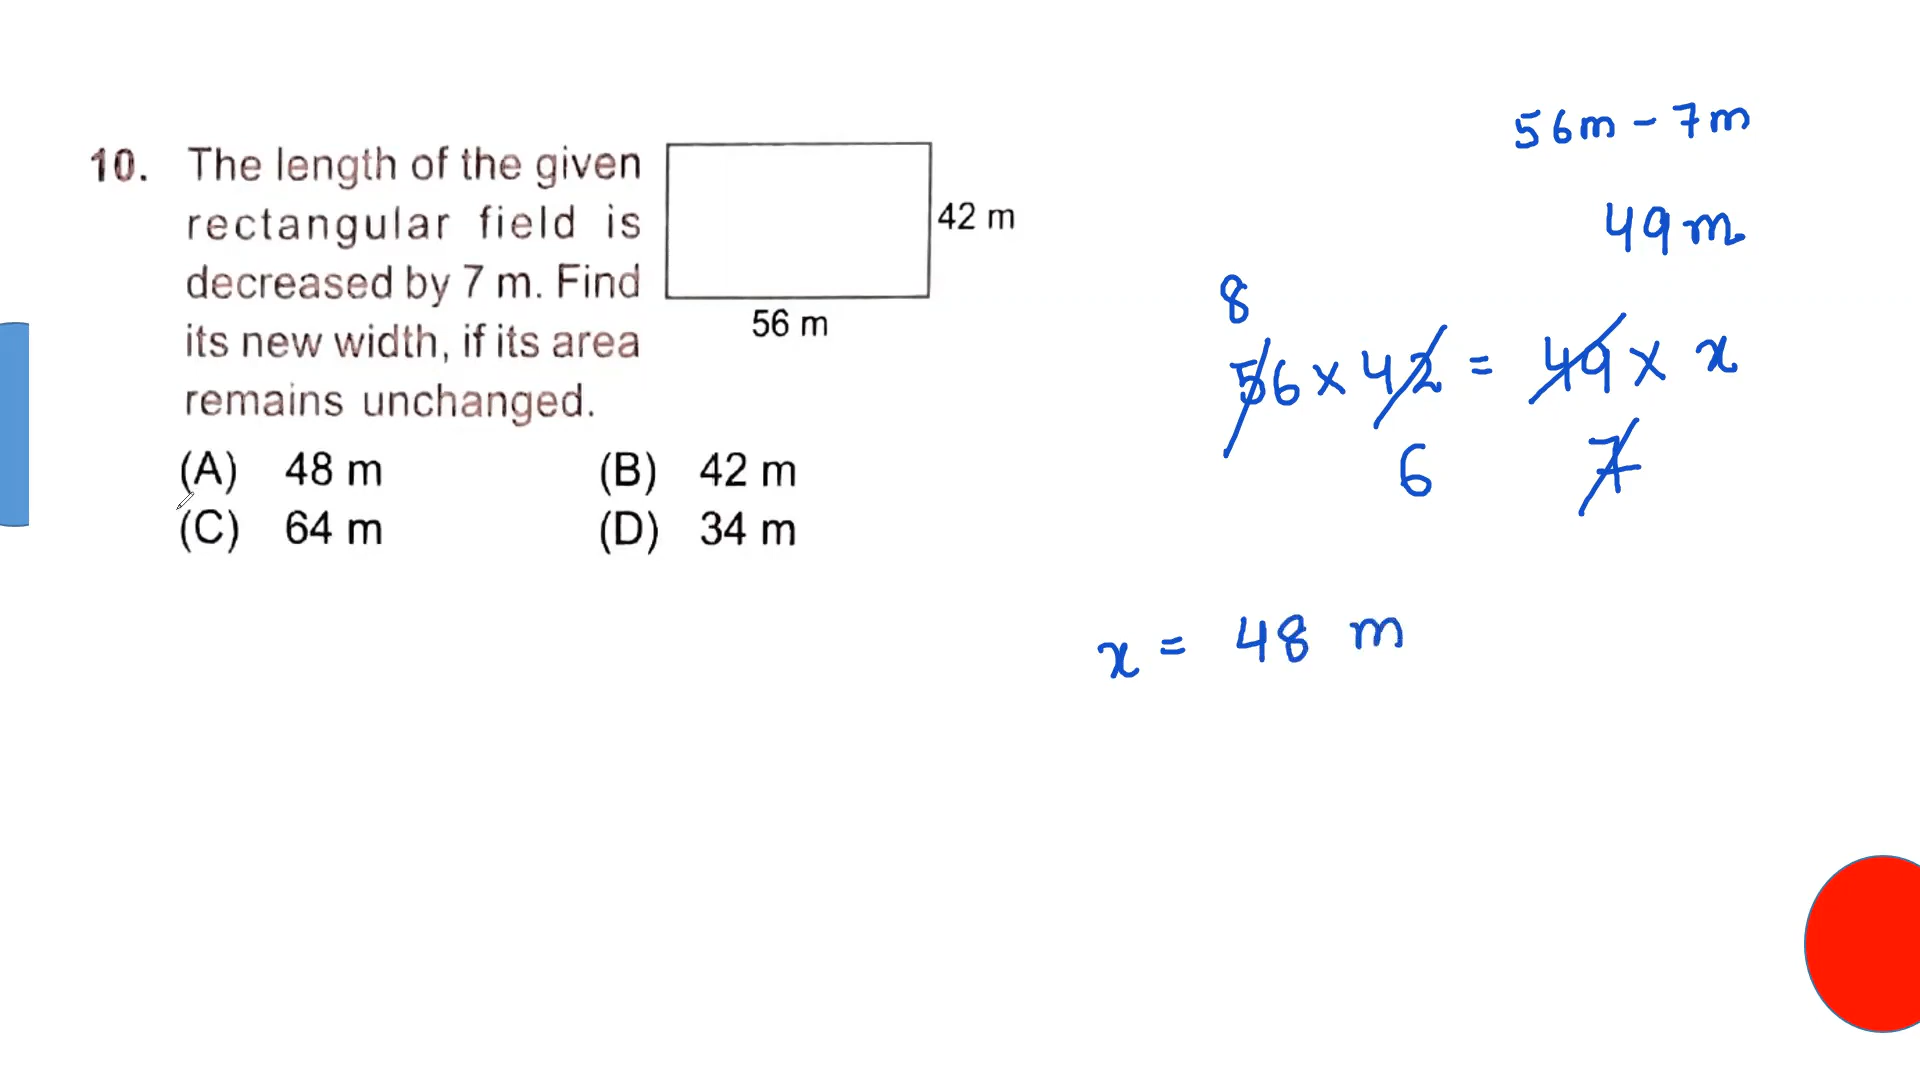 10. The length of the given
rectangular field is
decreased by 7 m. Find
its new width, if its area
remains unchanged.
42 m
56 m
(A) 48 m (B) 42 m
(C) 64 m (D) 34 m
56m - 7m
49m
8
56 x 42 = 49 x x
6 7
x = 48 m